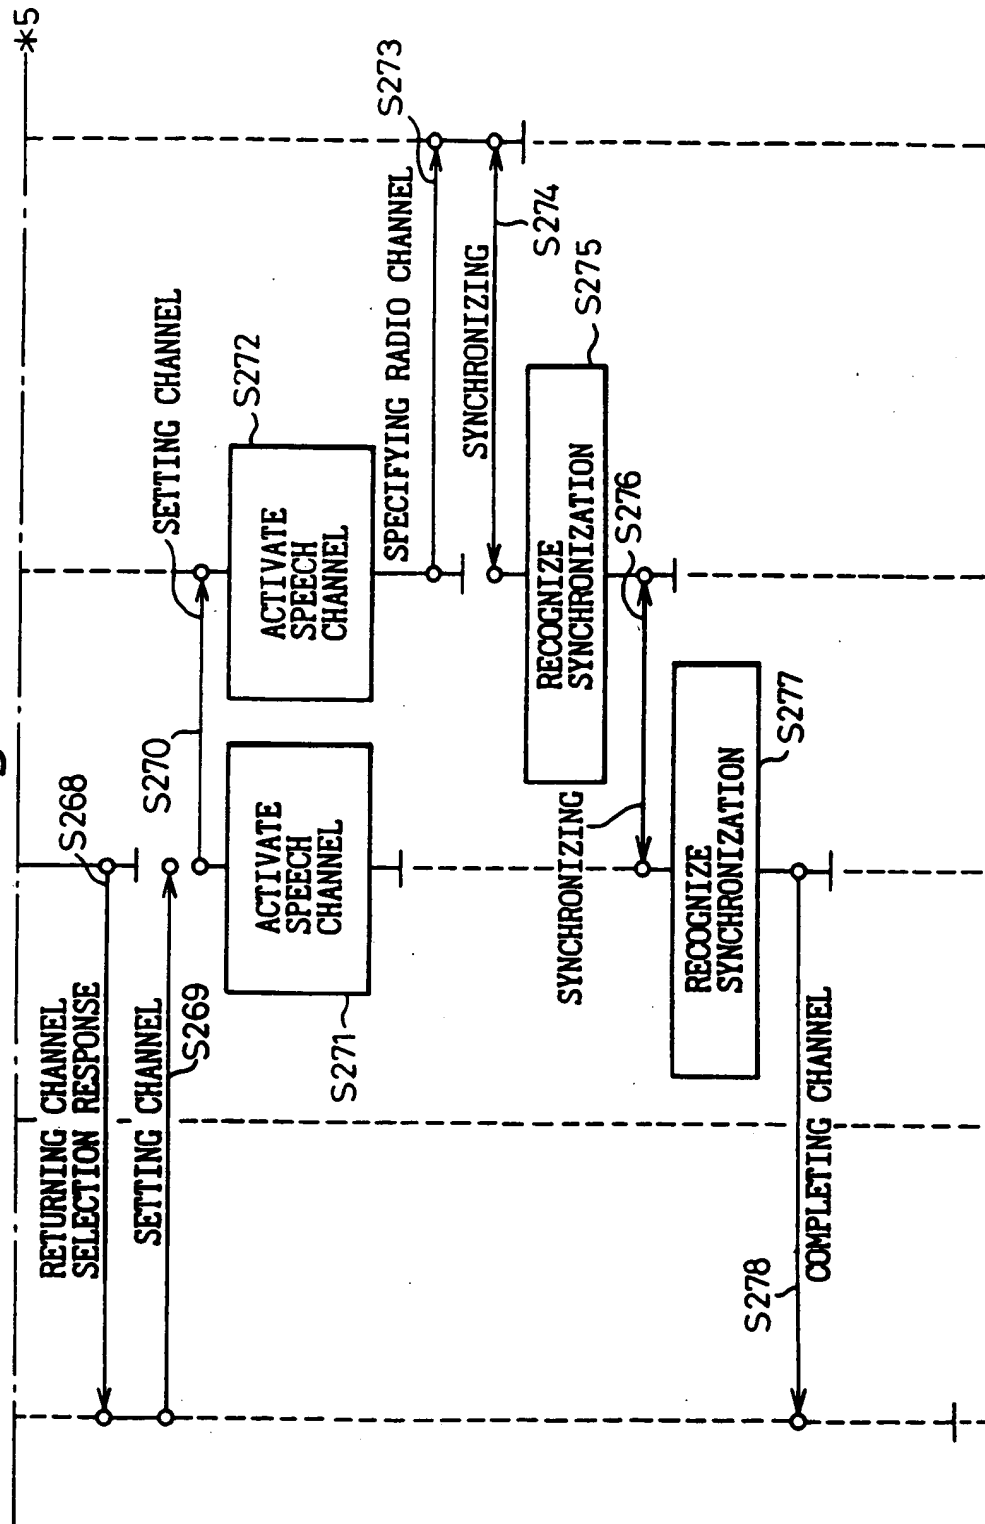 *5
RETURNING CHANNEL
SELECTION RESPONSE
S268
SETTING CHANNEL
S269
S270
SETTING CHANNEL
S272
ACTIVATE
SPEECH
CHANNEL
ACTIVATE
SPEECH
CHANNEL
S271
SPECIFYING RADIO CHANNEL
S273
SYNCHRONIZING
S274
RECOGNIZE
SYNCHRONIZATION
S275
SYNCHRONIZING
S276
RECOGNIZE
SYNCHRONIZATION
S277
S278
COMPLETING CHANNEL